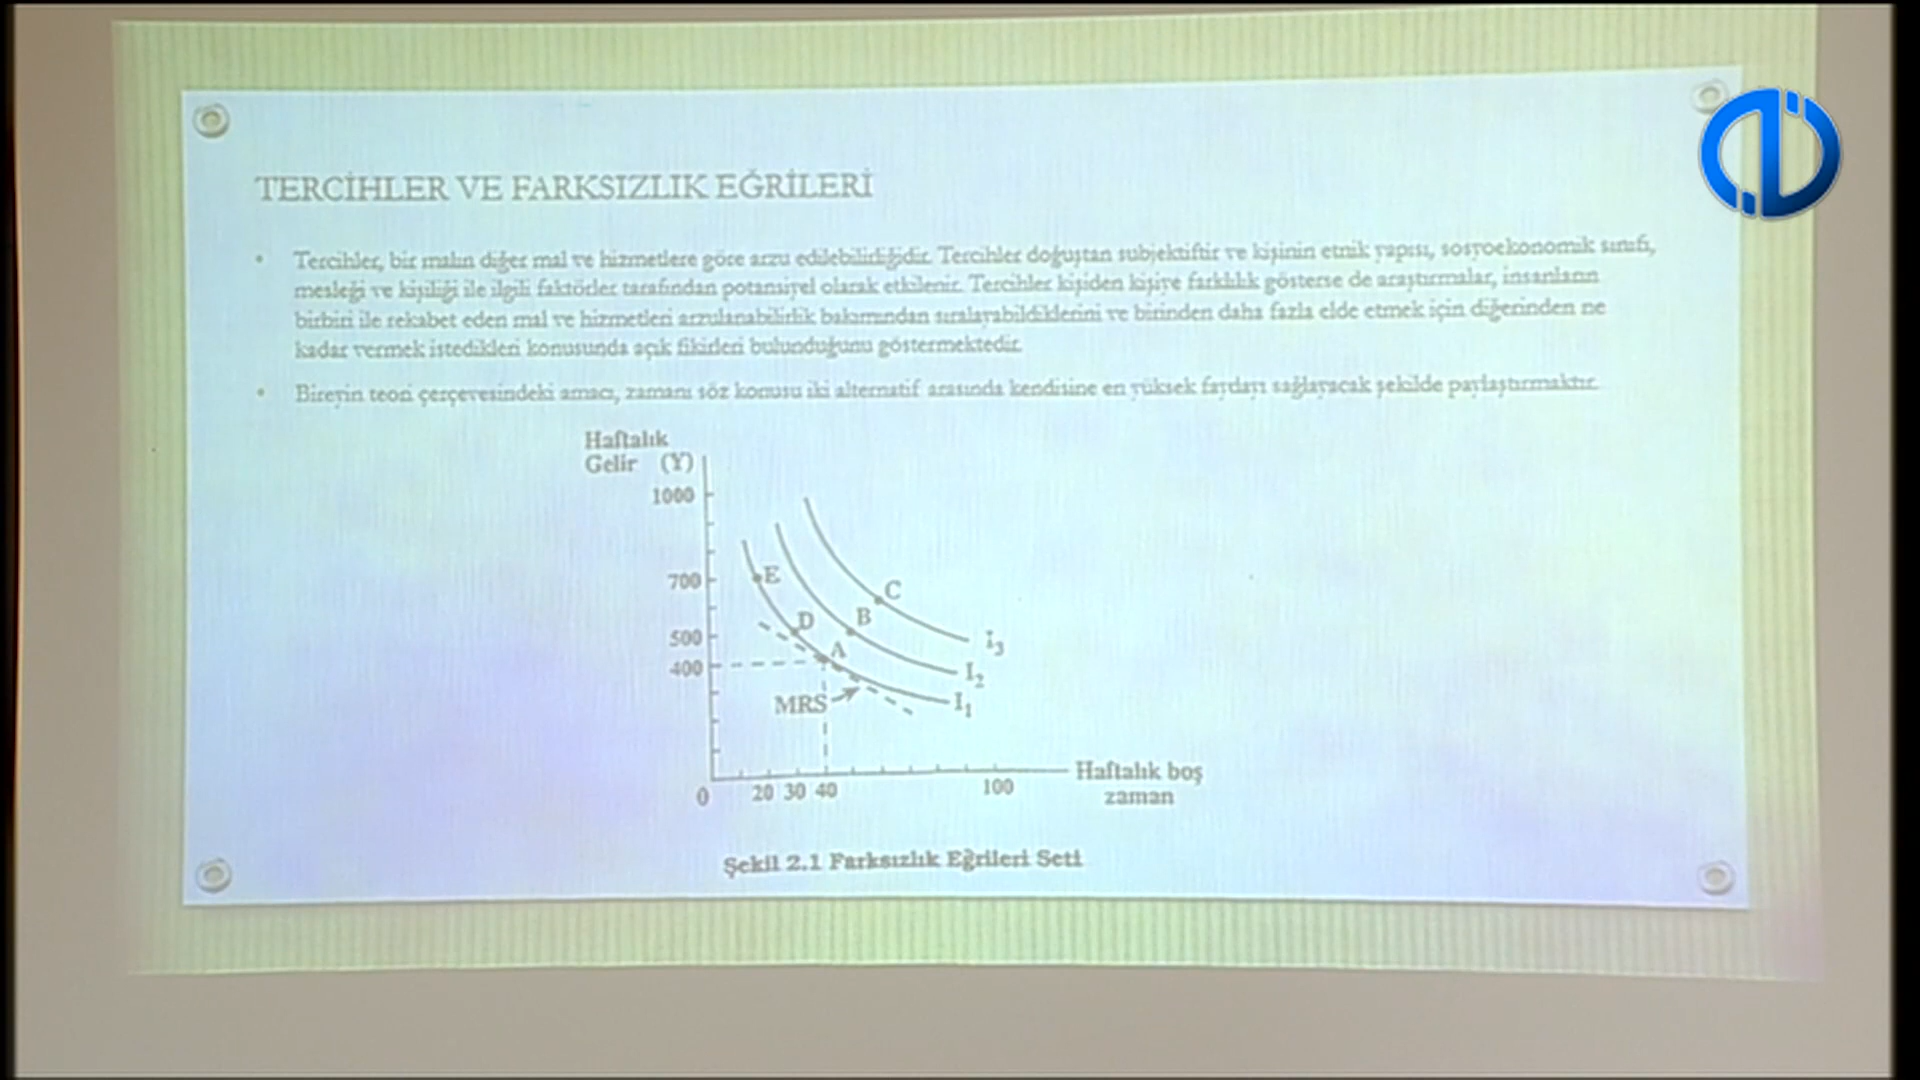 TERCİHLER VE FARKSIZLIK EĞRİLERİ
• Tercihler, bir malın diğer mal ve hizmetlere göre arzu edilebilirliğidir. Tercihler doğuştan subjektiftir ve kişinin etnik yapısı, sosyoekonomik sınıfı,
mesleği ve kişiliği ile ilgili faktörler tarafından potansiyel olarak etkilenir. Tercihler kişiden kişiye farklılık gösterse de araştırmalar, insanların
birbiri ile rekabet eden mal ve hizmetleri arzulanabilirlik bakımından sıralayabildiklerini ve birinden daha fazla elde etmek için diğerinden ne
kadar vermek istedikleri konusunda açık fikirleri bulunduğunu göstermektedir.
• Bireyin teori çerçevesindeki amacı, zamanı söz konusu iki alternatif arasında kendisine en yüksek faydayı sağlayacak şekilde paylaştırmaktır.
Haftalık
Gelir (Y)
1000
700
500
400
E
D
A
B
C
MRS
i3
I2
I1
0
20 30 40
100
Haftalık boş
zaman
Şekil 2.1 Farksızlık Eğrileri Seti